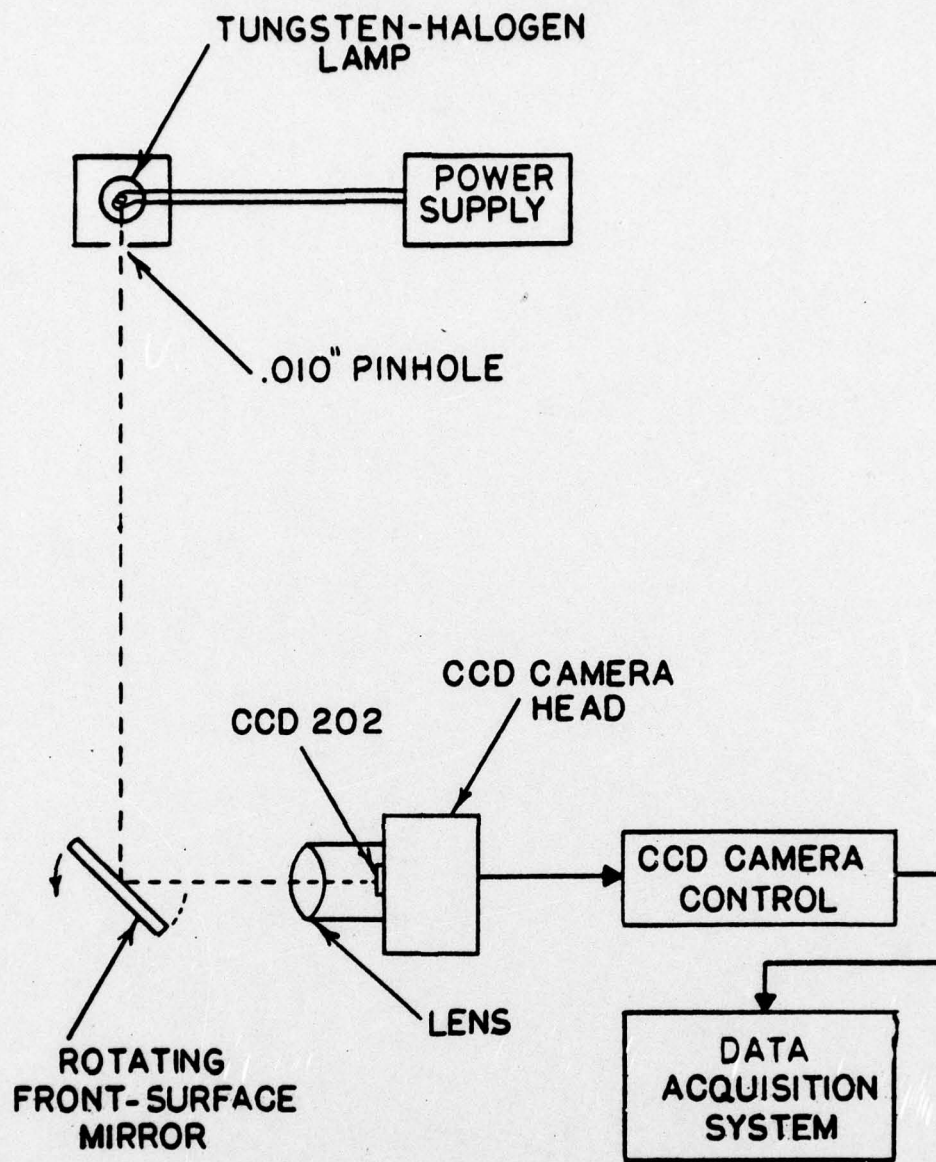 TUNGSTEN-HALOGEN
LAMP
POWER
SUPPLY
.010" PINHOLE
CCD CAMERA
HEAD
CCD 202
CCD CAMERA
CONTROL
LENS
ROTATING
FRONT-SURFACE
MIRROR
DATA
ACQUISITION
SYSTEM